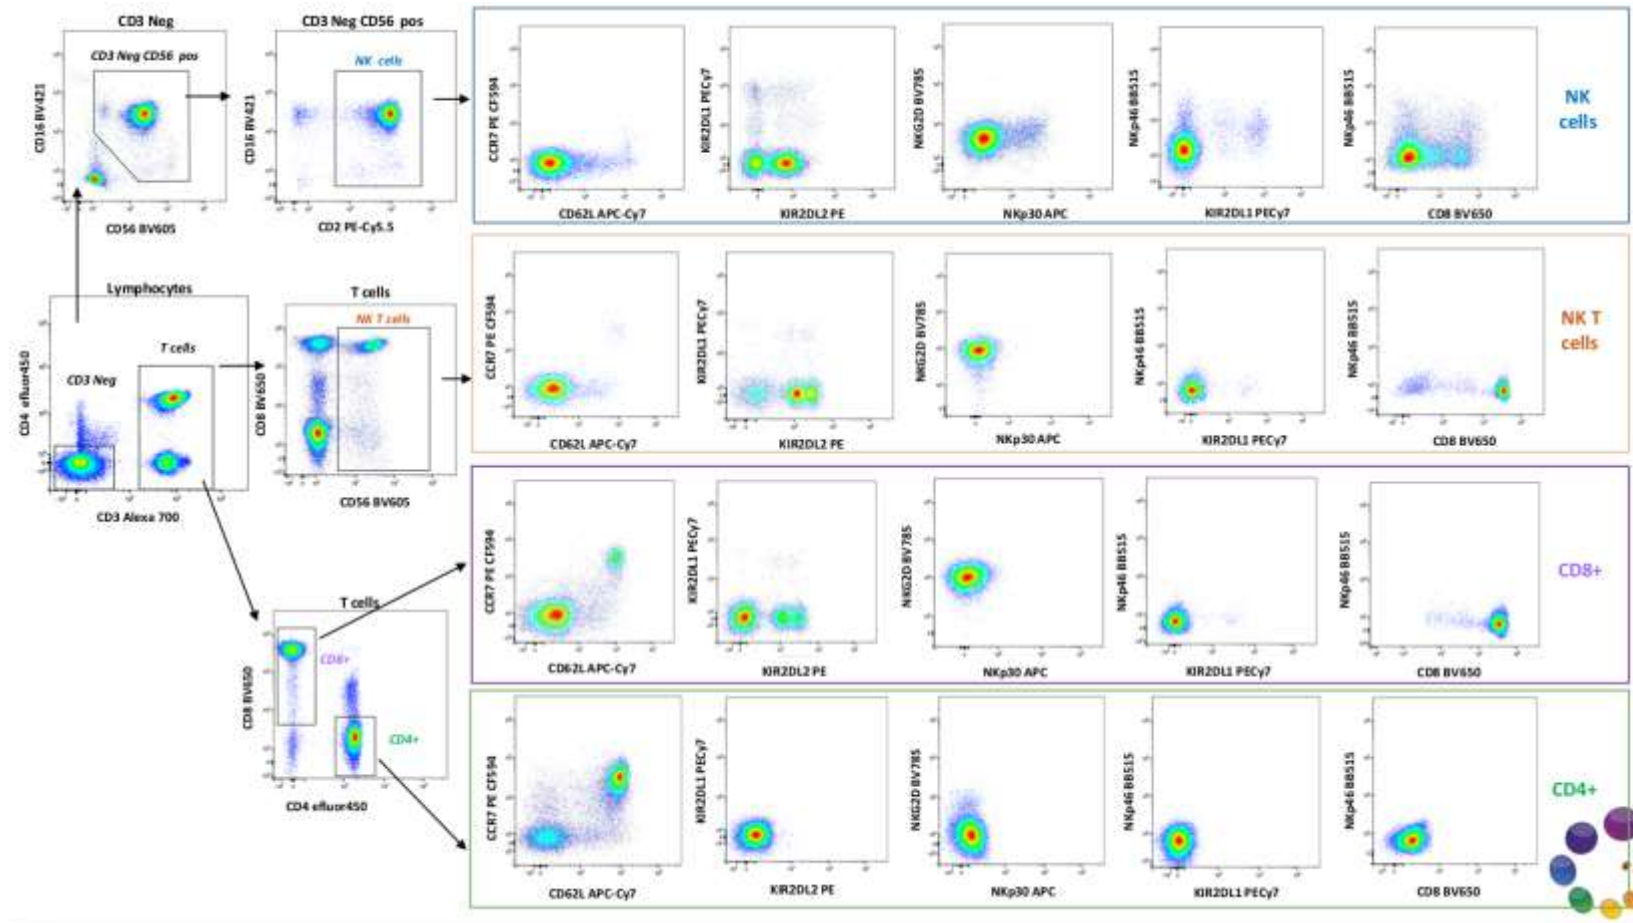 CD3 Neg
CD3 Neg CD56 pos
CD16 BV421
CD56 BV605
CD3 Neg CD56 pos
NK cells
CD16 BV421
CD2 PE-Cy5.5
CCR7 PE CF594
CD62L APC-Cy7
KIR2DL1 PECy7
KIR2DL2 PE
NKG2D BV785
NKp30 APC
NKp46 BB515
KIR2DL1 PECy7
NKp46 BB515
CD8 BV650
NK
cells
Lymphocytes
CD3 Neg
T cells
CD4 efluor450
CD3 Alexa 700
T cells
NK T cells
CD8 BV650
CD56 BV605
CCR7 PE CF594
CD62L APC-Cy7
KIR2DL1 PECy7
KIR2DL2 PE
NKG2D BV785
NKp30 APC
NKp46 BB515
KIR2DL1 PECy7
NKp46 BB515
CD8 BV650
NK T
cells
CCR7 PE CF594
CD62L APC-Cy7
KIR2DL1 PECy7
KIR2DL2 PE
NKG2D BV785
NKp30 APC
NKp46 BB515
KIR2DL1 PECy7
NKp46 BB515
CD8 BV650
CD8+
T cells
CD8+
CD4+
CD8 BV650
CD4 efluor450
CCR7 PE CF594
CD62L APC-Cy7
KIR2DL1 PECy7
KIR2DL2 PE
NKG2D BV785
NKp30 APC
NKp46 BB515
KIR2DL1 PECy7
NKp46 BB515
CD8 BV650
CD4+